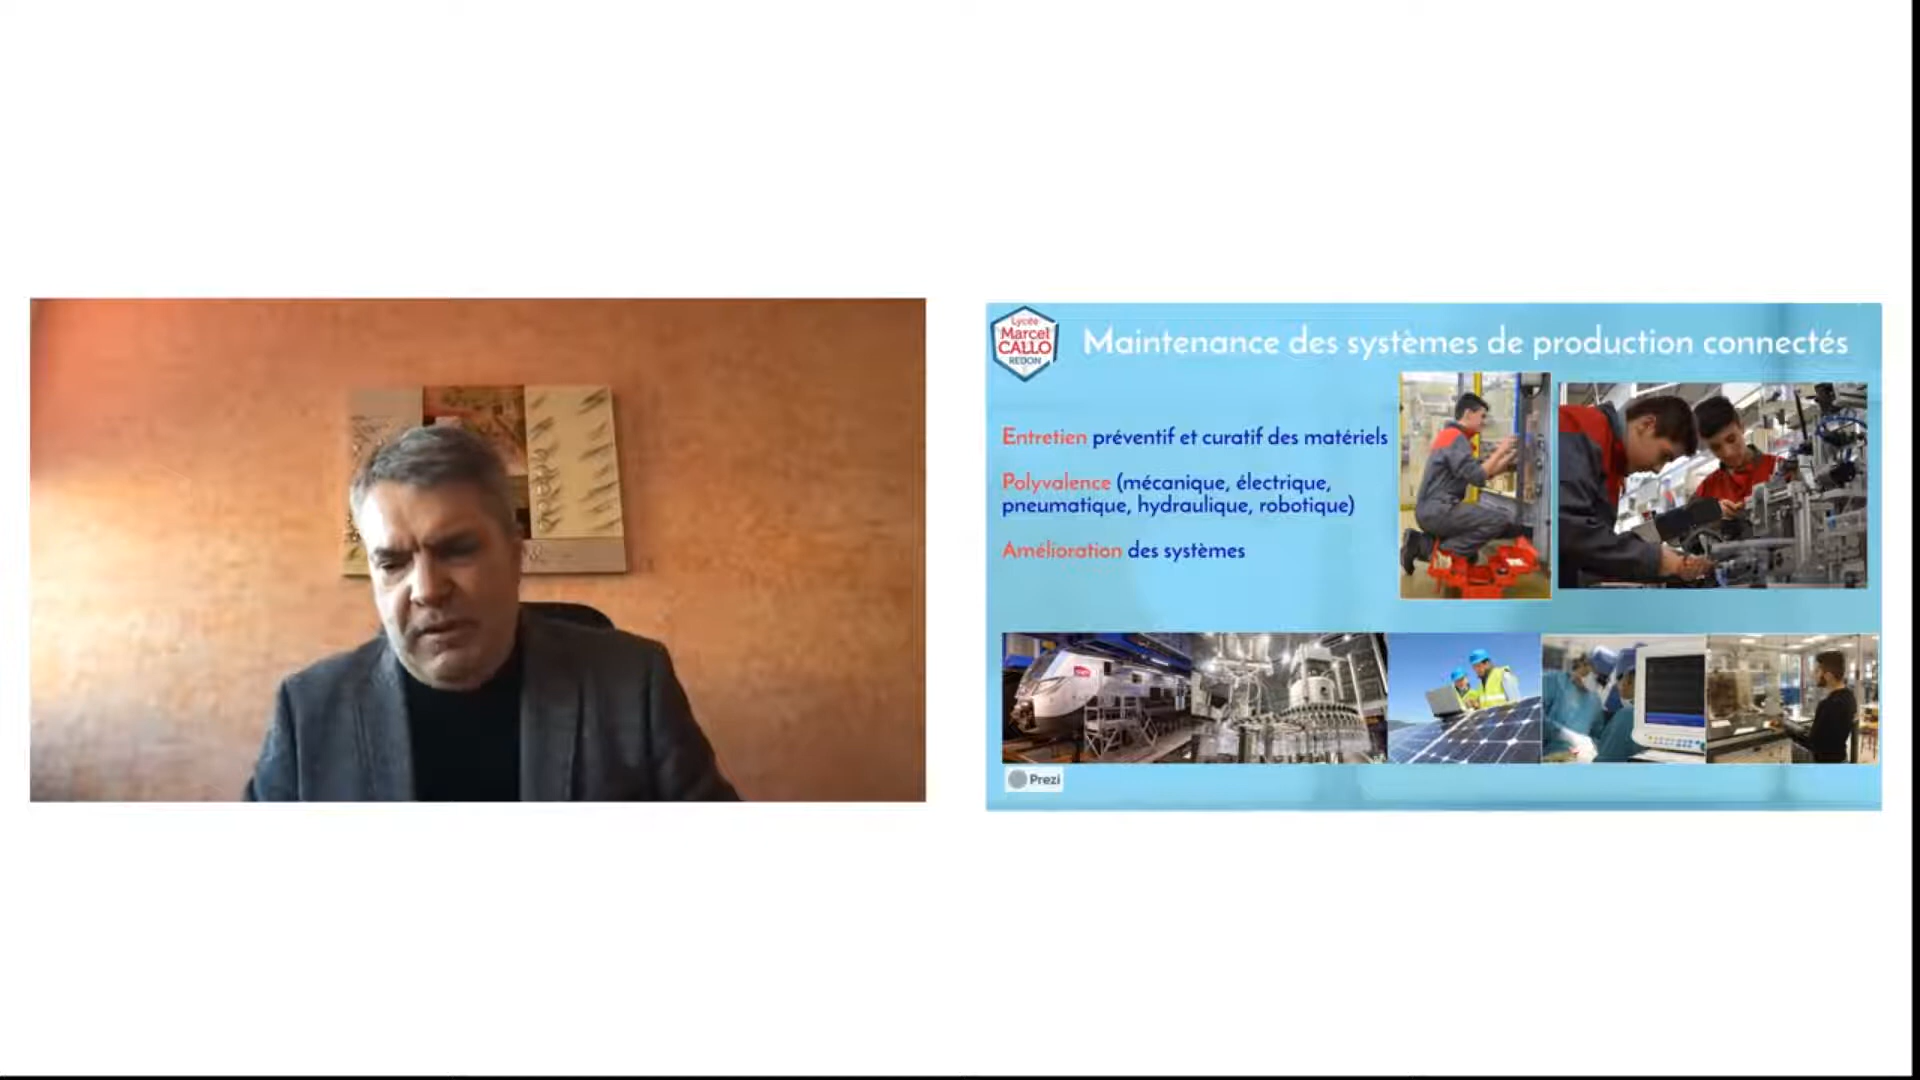 Lycée
Marcel
CALLO
REDON
Maintenance des systèmes de production connectés
Entretien préventif et curatif des matériels
Polyvalence (mécanique, électrique,
pneumatique, hydraulique, robotique)
Amélioration des systèmes
Prezi